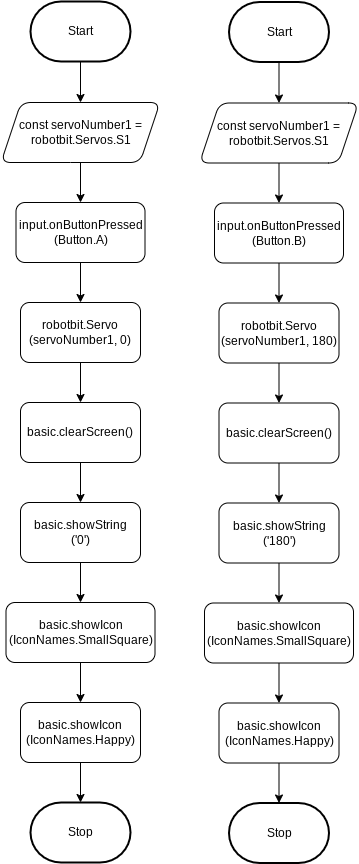 Start
const servoNumber1 =
robotbit.Servos.S1
input.onButtonPressed
(Button.A)
robotbit.Servo
(servoNumber1, 0)
basic.clearScreen()
basic.showString
('0')
basic.showIcon
(IconNames.SmallSquare)
basic.showIcon
(IconNames.Happy)
Stop
Start
const servoNumber1 =
robotbit.Servos.S1
input.onButtonPressed
(Button.B)
robotbit.Servo
(servoNumber1, 180)
basic.clearScreen()
basic.showString
('180')
basic.showIcon
(IconNames.SmallSquare)
basic.showIcon
(IconNames.Happy)
Stop